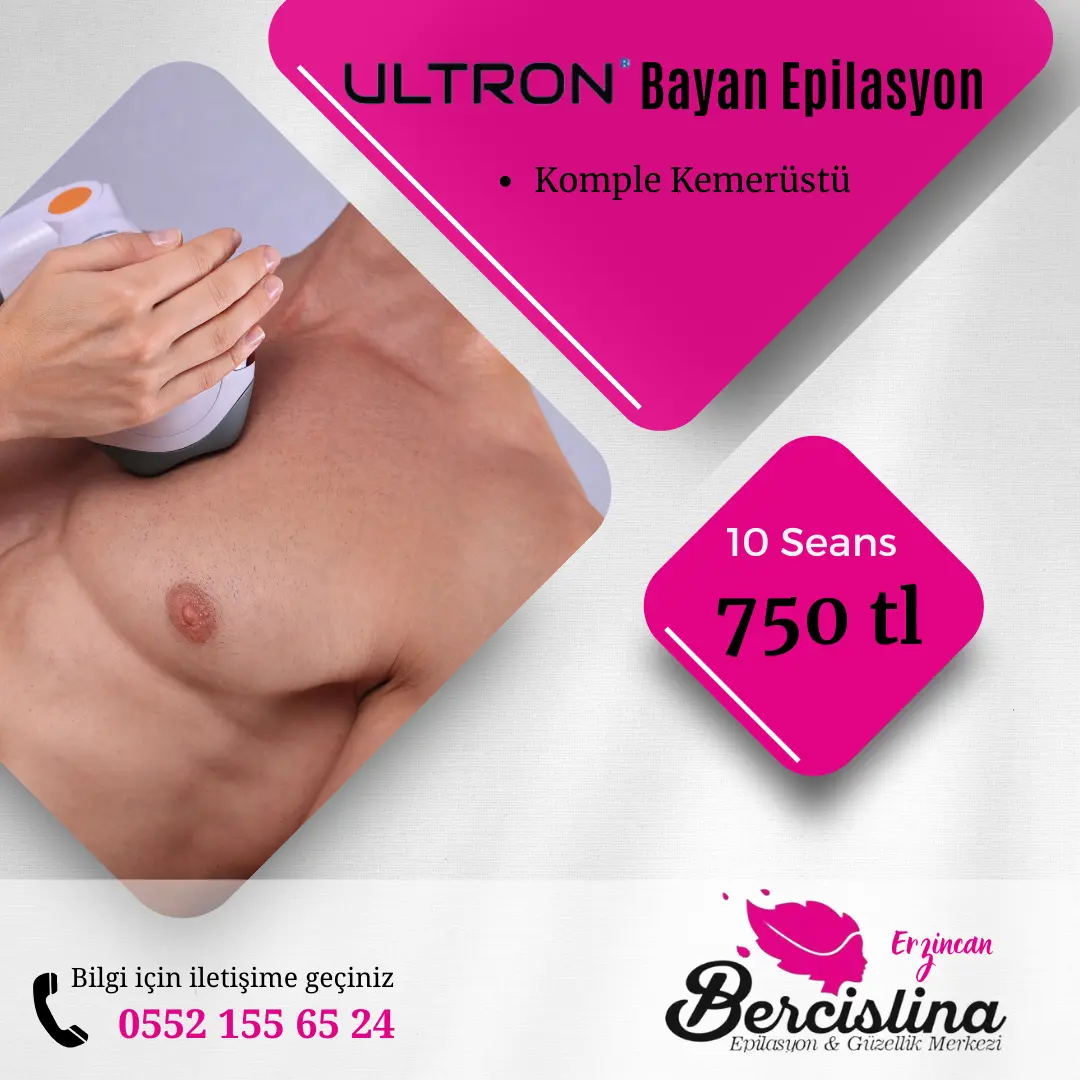 ULTRON® Bayan Epilasyon
• Komple Kemerüstü
10 Seans
750 tl
Bilgi için iletişime geçiniz
0552 155 65 24
Erzincan
Bercislina
Epilasyon & Güzellik Merkezi